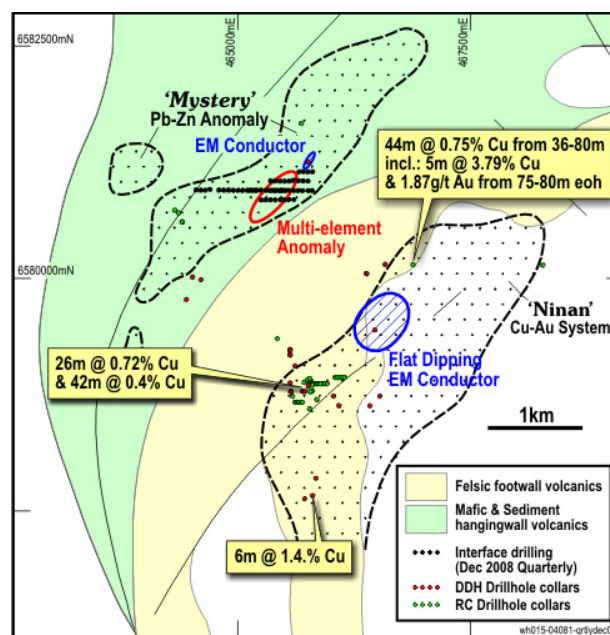 465000mE
467500mE
6582500mN
'Mystery'
Pb-Zn Anomaly
EM Conductor
44m @ 0.75% Cu from 36-80m
incl.: 5m @ 3.79% Cu
& 1.87g/t Au from 75-80m eoh
Multi-element
Anomaly
6580000mN
'Ninan'
Cu-Au System
26m @ 0.72% Cu
& 42m @ 0.4% Cu
Flat Dipping
EM Conductor
1km
6m @ 1.4.% Cu
Felsic footwall volcanics
Mafic & Sediment
hangingwall volcanics
Interface drilling
(Dec 2008 Quarterly)
DDH Drillhole collars
RC Drillhole collars